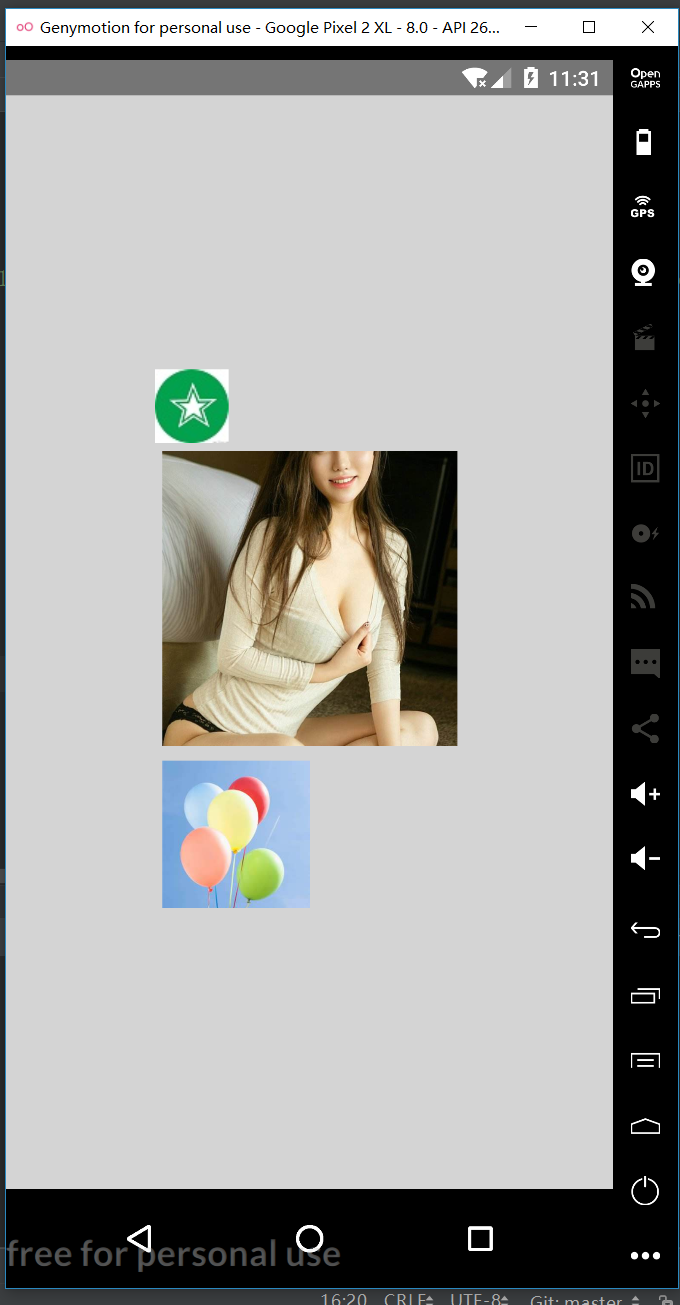 Genymotion for personal use - Google Pixel 2 XL - 8.0 - API 26...
11:31
Open
GAPPS
GPS
ID
free for personal use
16:20 CRLF UTF-8 Git: master